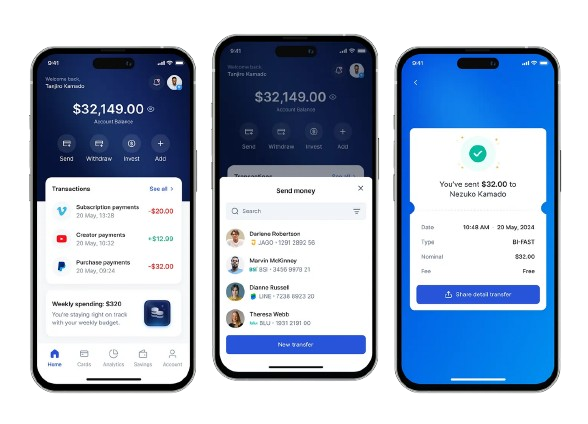 9:41
Welcome back,
Tanjiro Kamado
$32,149.00
Account Balance
Send Withdraw Invest Add
Transactions See all >
Subscription payments
20 May, 13:28
-$20.00
Creator payments
20 May, 10:32
+$12.99
Purchase payments
20 May, 09:24
-$32.00
Weekly spending: $320
You're staying right on track
with your weekly budget.
Home Cards Analytics Savings Account
9:41
Welcome back,
Tanjiro Kamado
$32,149.00
Account Balance
Send Withdraw Invest Add
Transactions See all
Send money
Search
Darlene Robertson
JAGO - 1291 2892 56
Marvin McKinney
BSI - 3456 9870 21
Dianne Russell
LINE - 7238 8923 20
Theresa Webb
BLU - 1931 2191 00
New transfer
9:41
You've sent $32.00 to
Nezuko Kamado
Date 10:48 AM - 20 May, 2024
Type BI-FAST
Nominal $32.00
Fee Free
Share detail transfer